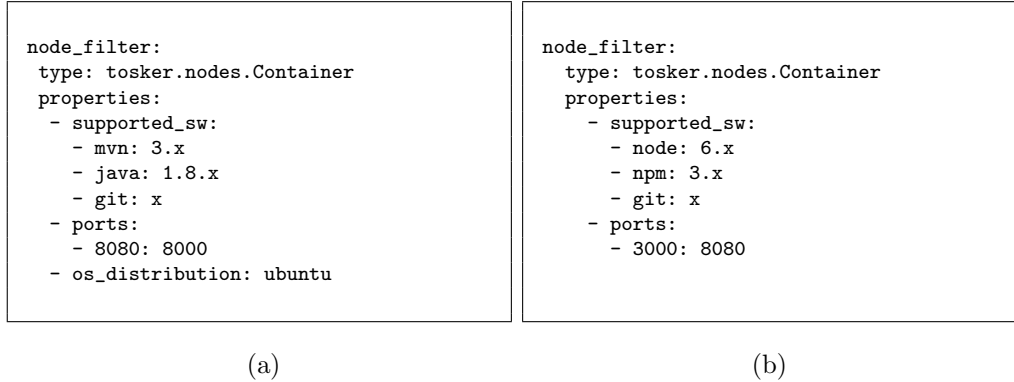 node_filter:
 type: tosker.nodes.Container
 properties:
  - supported_sw:
    - mvn: 3.x
    - java: 1.8.x
    - git: x
  - ports:
    - 8080: 8000
  - os_distribution: ubuntu
(a)
node_filter:
  type: tosker.nodes.Container
  properties:
    - supported_sw:
      - node: 6.x
      - npm: 3.x
      - git: x
    - ports:
      - 3000: 8080
(b)